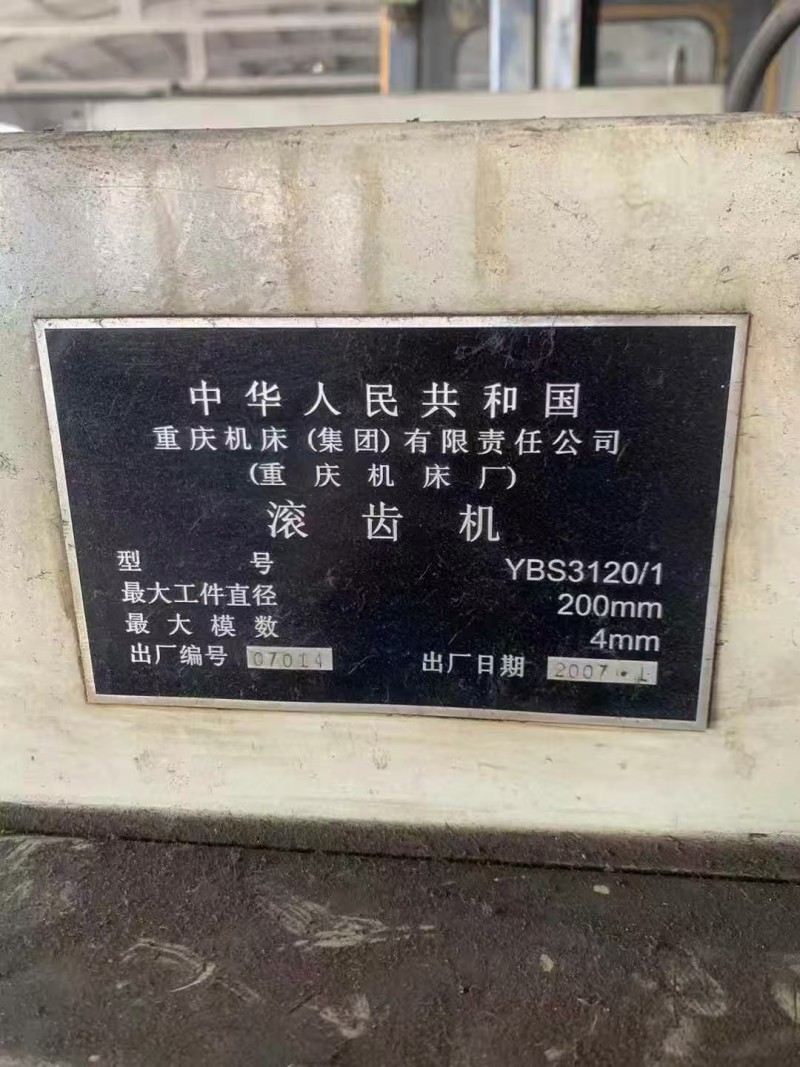 中华人民共和国
重庆机床(集团)有限责任公司
(重庆机床厂)
滚齿机
型号 YBS3120/1
最大工件直径 200mm
最大模数 4mm
出厂编号 07014 出厂日期 2007.1